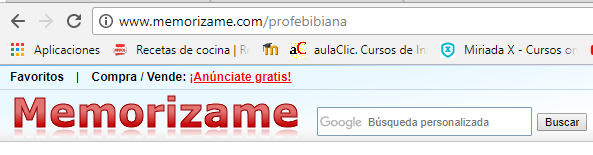 www.memorizame.com/profebibiana
Aplicaciones Recetas de cocina | R aulaClic. Cursos de In Miriada X - Cursos on
Favoritos | Compra / Vende: ¡Anúnciate gratis!
Memorizame
Google Búsqueda personalizada Buscar